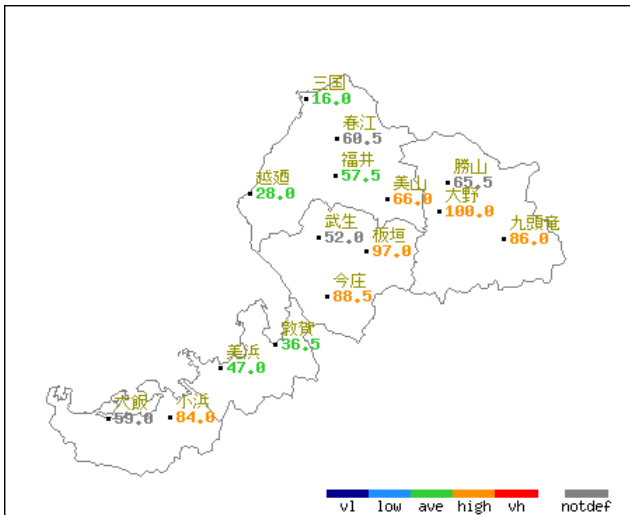 三国
16.0
春江
60.5
福井
57.5
越廼
28.0
美山
66.0
勝山
65.5
大野
100.0
九頭竜
86.0
武生
52.0
板垣
97.0
今庄
88.5
敦賀
36.5
美浜
47.0
大飯
59.0
小浜
84.0
vl low ave high vh notdef